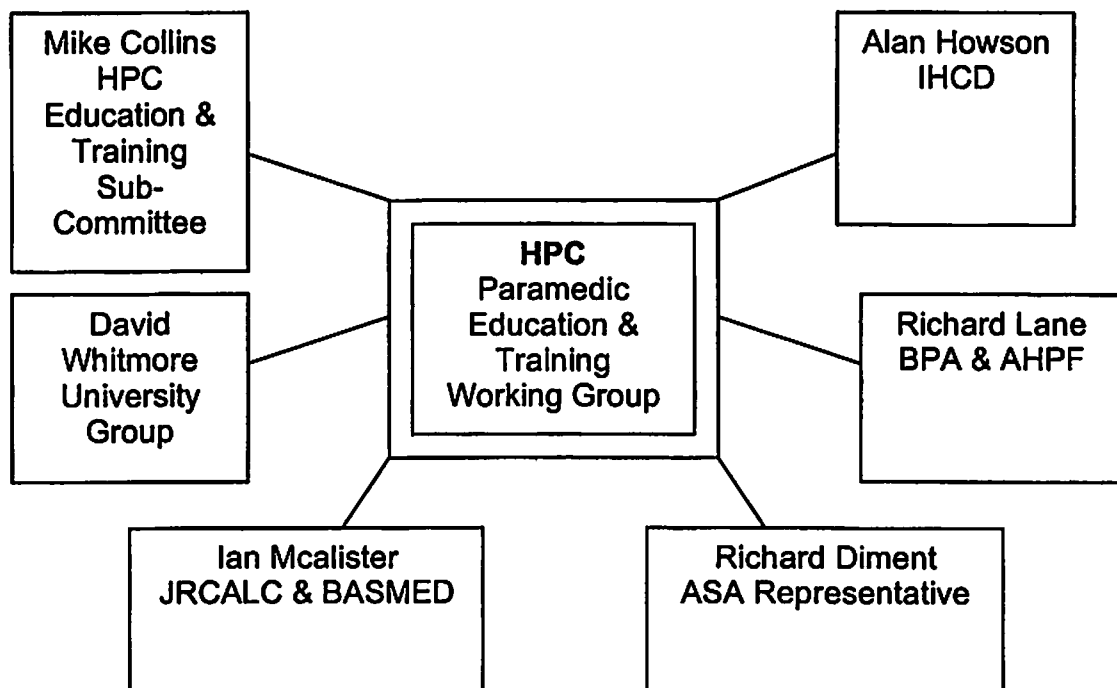 Mike Collins
HPC
Education &
Training
Sub-
Committee
Alan Howson
IHCD
HPC
Paramedic
Education &
Training
Working Group
David
Whitmore
University
Group
Richard Lane
BPA & AHPF
Ian Mcalister
JRCALC & BASMED
Richard Diment
ASA Representative